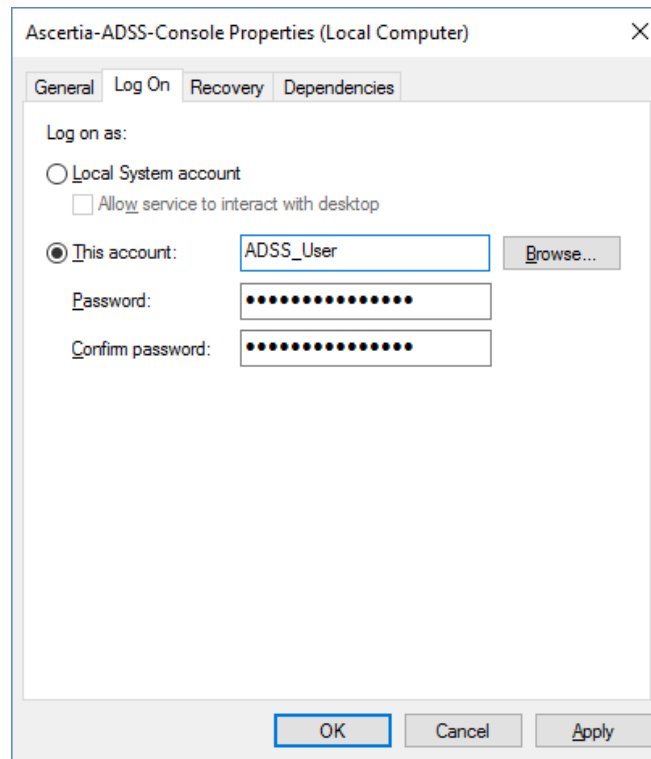 Ascertia-ADSS-Console Properties (Local Computer)
General Log On Recovery Dependencies
Log on as:
Local System account
Allow service to interact with desktop
This account: ADSS_User Browse...
Password: ●●●●●●●●●●●●●●●
Confirm password: ●●●●●●●●●●●●●●●
OK Cancel Apply